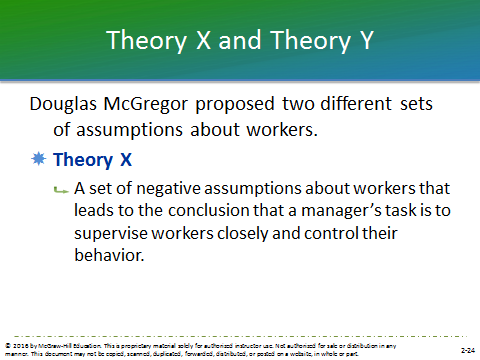 Theory X and Theory Y
Douglas McGregor proposed two different sets
of assumptions about workers.
Theory X
A set of negative assumptions about workers that
leads to the conclusion that a manager’s task is to
supervise workers closely and control their
behavior.
© 2016 by McGraw-Hill Education. This is proprietary material solely for authorized instructor use. Not authorized for sale or distribution in any
manner. This document may not be copied, scanned, duplicated, forwarded, distributed, or posted on a website, in whole or part.
2-24